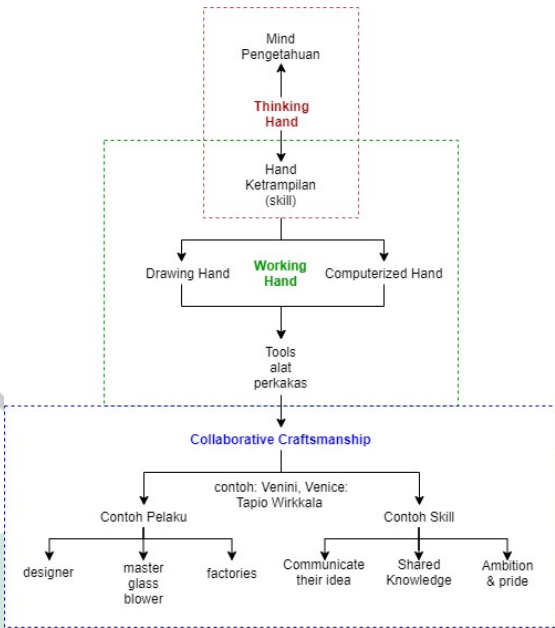 Mind
Pengetahuan
Thinking
Hand
Hand
Ketrampilan
(skill)
Drawing Hand
Working
Hand
Computerized Hand
Tools
alat
perkakas
Collaborative Craftsmanship
contoh: Venini, Venice:
Tapio Wirkkala
Contoh Pelaku
Contoh Skill
designer
master
glass
blower
factories
Communicate
their idea
Shared
Knowledge
Ambition
& pride